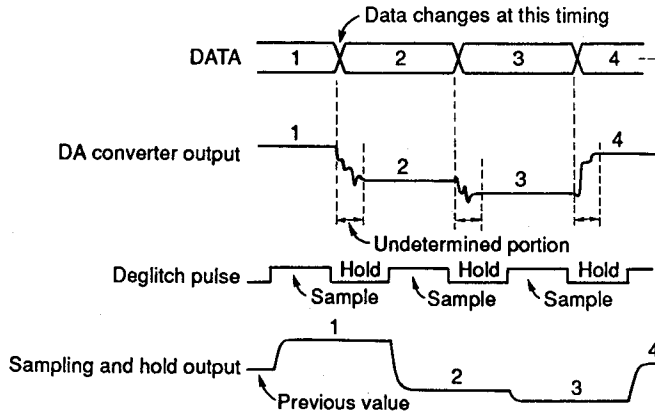 Data changes at this timing
DATA 1 2 3 4
1 4
DA converter output
2 3
Undetermined portion
Deglitch pulse Hold Hold Hold
Sample Sample Sample
1 4
Sampling and hold output
2 3
Previous value